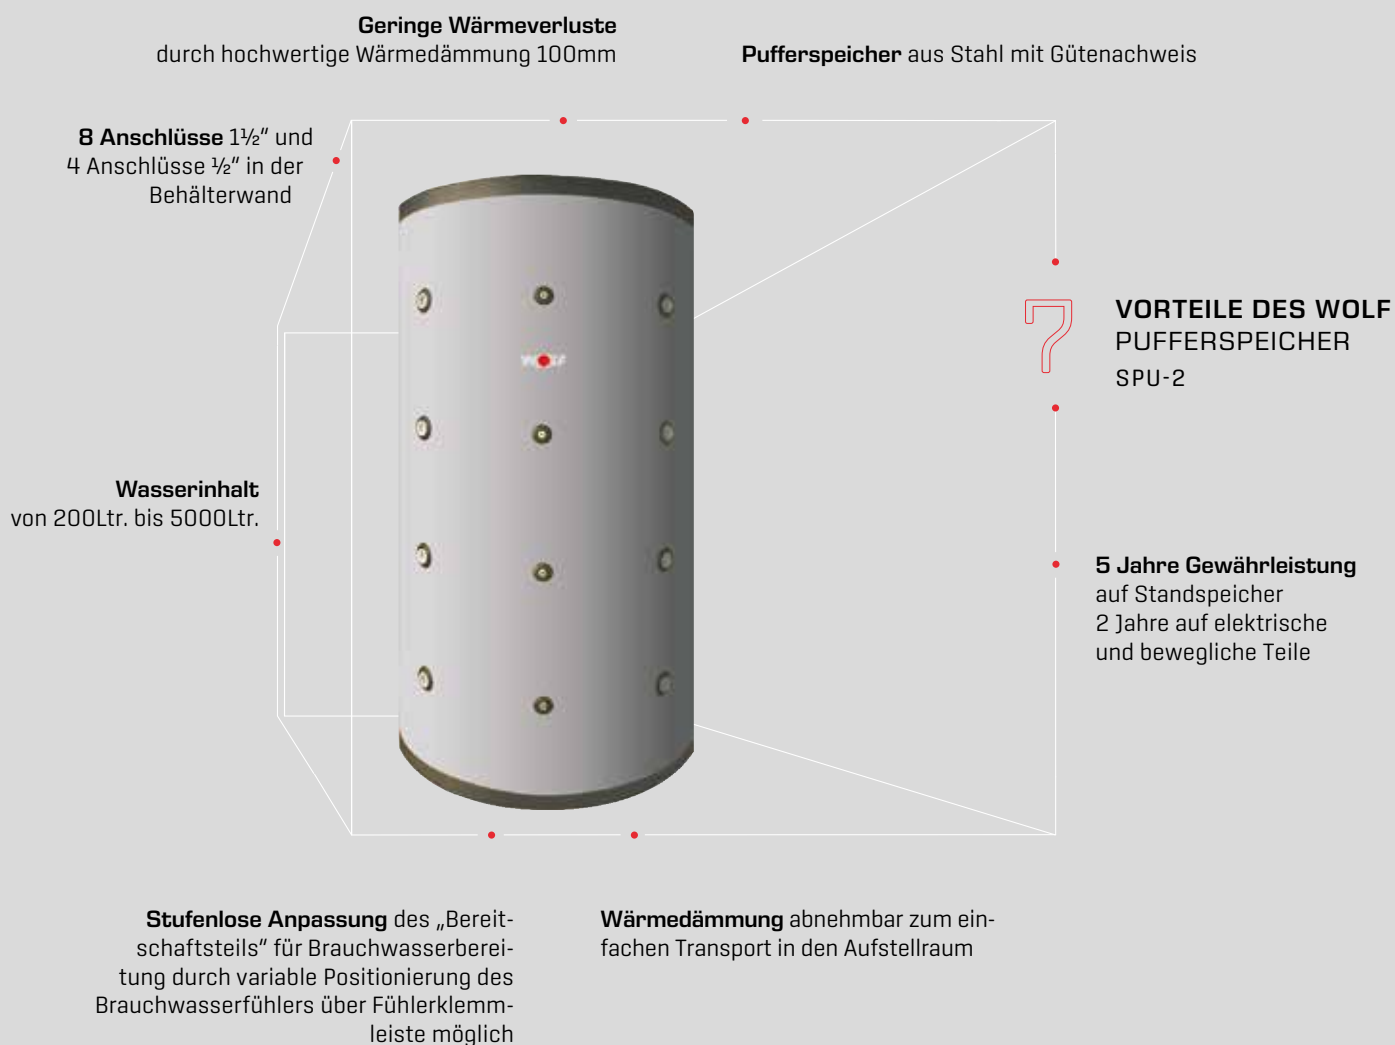 Geringe Wärmeverluste
durch hochwertige Wärmedämmung 100mm
Pufferspeicher aus Stahl mit Gütenachweis
8 Anschlüsse 1½“ und
4 Anschlüsse ½“ in der
Behälterwand
7
VORTEILE DES WOLF
PUFFERSPEICHER
SPU-2
WOLF
Wasserinhalt
von 200Ltr. bis 5000Ltr.
5 Jahre Gewährleistung
auf Standspeicher
2 Jahre auf elektrische
und bewegliche Teile
Stufenlose Anpassung des „Bereit-
schaftsteils“ für Brauchwasserberei-
tung durch variable Positionierung des
Brauchwasserfühlers über Fühlerklemm-
leiste möglich
Wärmedämmung abnehmbar zum ein-
fachen Transport in den Aufstellraum